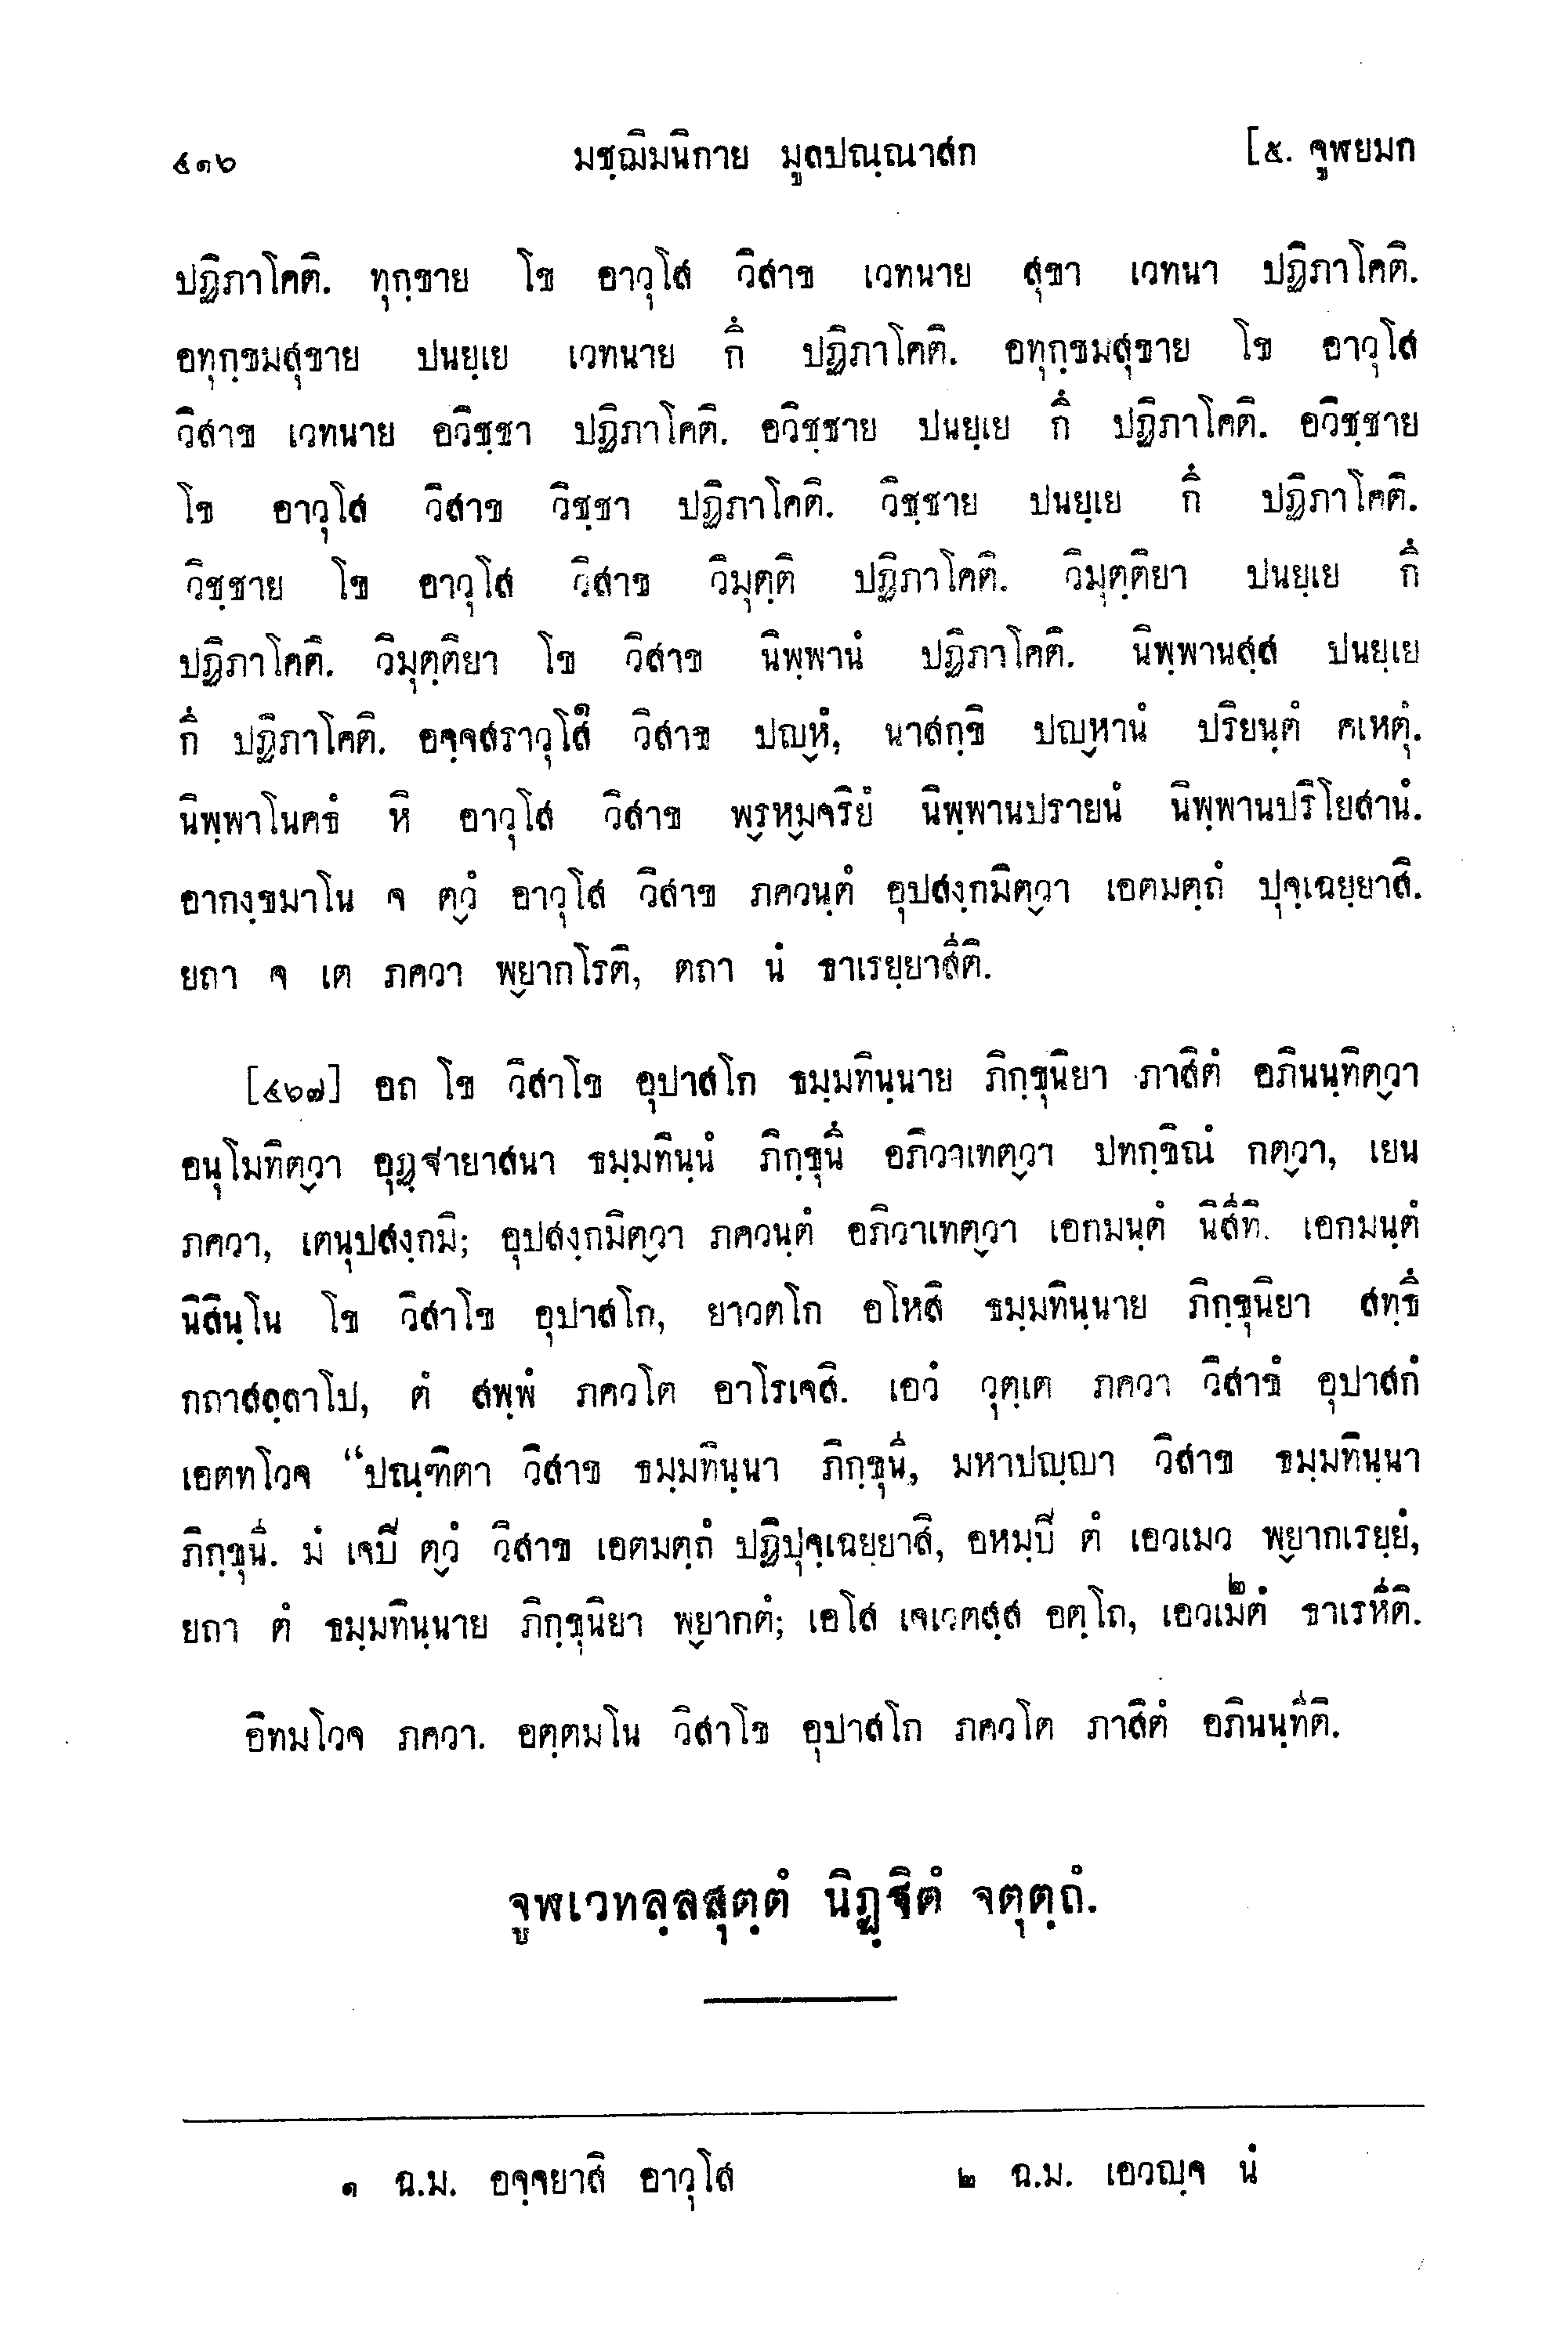 ๔๑๖ มชฺฌิมนิกาย มูลปณฺณาสก [๕. จูฬยมก
ปฏิภาโคติ. ทุกฺขาย โข อาวุโส วิสาข เวทนาย สุขา เวทนา ปฏิภาโคติ.
อทุกฺขมสุขาย ปนยฺเย เวทนาย กึ ปฏิภาโคติ. อทุกฺขมสุขาย โข อาวุโส
วิสาข เวทนาย อวิชฺชา ปฏิภาโคติ. อวิชฺชาย ปนยฺเย กึ ปฏิภาโคติ. อวิชฺชาย
โข อาวุโส วิสาข วิชฺชา ปฏิภาโคติ. วิชฺชาย ปนยฺเย กึ ปฏิภาโคติ.
วิชฺชาย โข อาวุโส วิสาข วิมุตฺติ ปฏิภาโคติ. วิมุตฺติยา ปนยฺเย กึ
ปฏิภาโคติ. วิมุตฺติยา โข วิสาข นิพฺพานํ ปฏิภาโคติ. นิพฺพานสฺส ปนยฺเย
กึ ปฏิภาโคติ. อจฺจสราวุโส๑ วิสาข ปญฺหํ, นาสกฺขิ ปญฺหานํ ปริยนฺตํ คเหตุํ.
นิพฺพาโนคธํ หิ อาวุโส วิสาข พฺรหฺมจริยํ นิพฺพานปรายนํ นิพฺพานปริโยสานํ.
อากงฺขมาโน จ ตฺวํ อาวุโส วิสาข ภควนฺตํ อุปสงฺกมิตฺวา เอตมตฺถํ ปุจฺเฉยฺยาสิ.
ยถา จ เต ภควา พฺยากโรติ, ตถา นํ ธาเรยฺยาสีติ.
[๔๖๗] อถ โข วิสาโข อุปาสโก ธมฺมทินฺนาย ภิกฺขุนิยา ภาสิตํ อภินนฺทิตฺวา
อนุโมทิตฺวา อุฏฺฐายาสนา ธมฺมทินฺนํ ภิกฺขุนึ อภิวาเทตฺวา ปทกฺขิณํ กตฺวา, เยน
ภควา, เตนุปสงฺกมิ; อุปสงฺกมิตฺวา ภควนฺตํ อภิวาเทตฺวา เอกมนฺตํ นิสีทิ. เอกมนฺตํ
นิสินฺโน โข วิสาโข อุปาสโก, ยาวตโก อโหสิ ธมฺมทินฺนาย ภิกฺขุนิยา สทฺธึ
กถาสลฺลาโป, ตํ สพฺพํ ภควโต อาโรเจสิ. เอวํ วุตฺเต ภควา วิสาขํ อุปาสกํ
เอตทโวจ “ปณฺฑิตา วิสาข ธมฺมทินฺนา ภิกฺขุนี, มหาปญฺญา วิสาข ธมฺมทินฺนา
ภิกฺขุนี. มํ เจปิ ตฺวํ วิสาข เอตมตฺถํ ปฏิปุจฺเฉยฺยาสิ, อหมฺปิ ตํ เอวเมว พฺยากเรยฺยํ,
ยถา ตํ ธมฺมทินฺนาย ภิกฺขุนิยา พฺยากตํ; เอโส เจเวตสฺส อตฺโถ, เอวเมตํ๒ ธาเรหีติ.
อิทมโวจ ภควา. อตฺตมโน วิสาโข อุปาสโก ภควโต ภาสิตํ อภินนฺทีติ.
จูฬเวทลฺลสุตฺตํ นิฏฺฐิตํ จตุตฺถํ.
๑ ฉ.ม. อจฺจยาสิ อาวุโส ๒ ฉ.ม. เอวญฺจ นํ